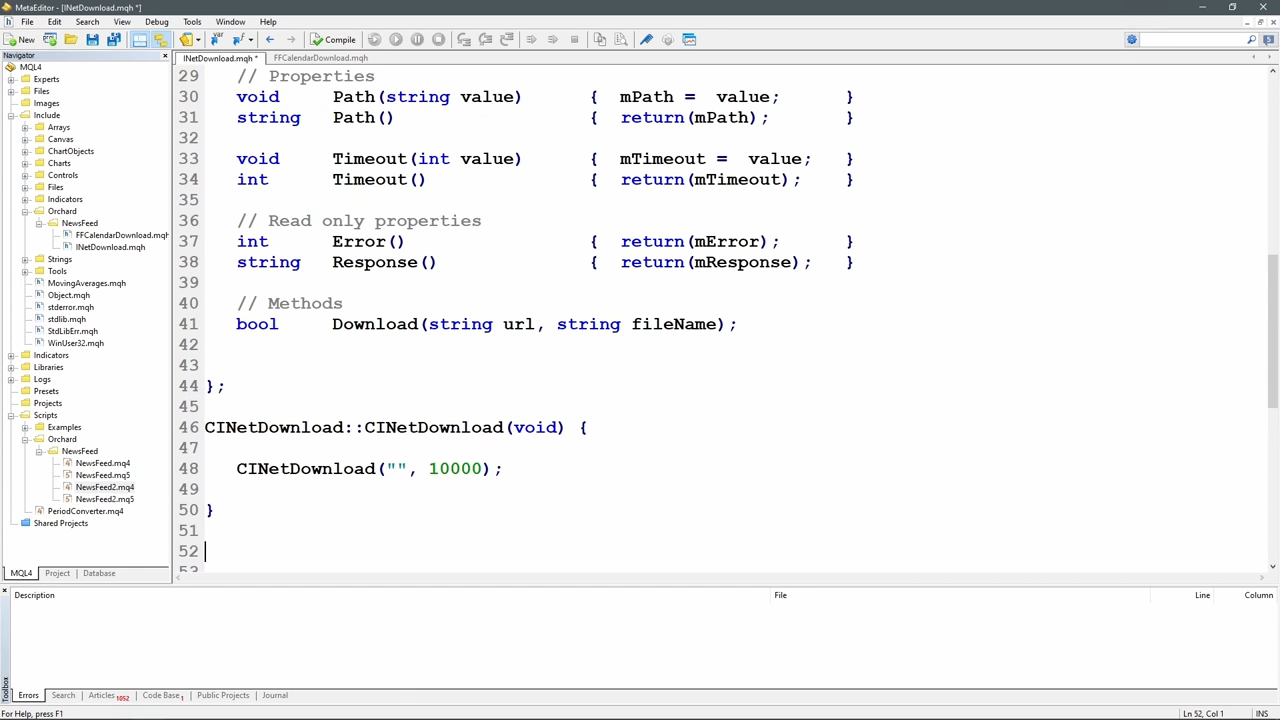 MetaEditor - [INetDownload.mqh *]
File Edit Search View Debug Tools Window Help
New Compile
Navigator
MQL4
Experts
Files
Images
Include
Arrays
Canvas
ChartObjects
Charts
Controls
Files
Indicators
Orchard
NewsFeed
FFCalendarDownload.mqh
INetDownload.mqh
Strings
Tools
MovingAverages.mqh
Object.mqh
stderror.mqh
stdlib.mqh
StdLibErr.mqh
WinUser32.mqh
Indicators
Libraries
Logs
Presets
Projects
Scripts
Examples
Orchard
NewsFeed
NewsFeed.mq4
NewsFeed.mq5
NewsFeed2.mq4
NewsFeed2.mq5
PeriodConverter.mq4
Shared Projects
MQL4 Project Database
INetDownload.mqh * FFCalendarDownload.mqh
29 // Properties
30 void Path(string value) { mPath = value; }
31 string Path() { return(mPath); }
32
33 void Timeout(int value) { mTimeout = value; }
34 int Timeout() { return(mTimeout); }
35
36 // Read only properties
37 int Error() { return(mError); }
38 string Response() { return(mResponse); }
39
40 // Methods
41 bool Download(string url, string fileName);
42
43
44 };
45
46 CINetDownload::CINetDownload(void) {
47
48 CINetDownload("", 10000);
49
50 }
51
52
53
Description File Line Column
Toolbox
Errors Search Articles 1052 Code Base 1 Public Projects Journal
For Help, press F1 Ln 52, Col 1 INS